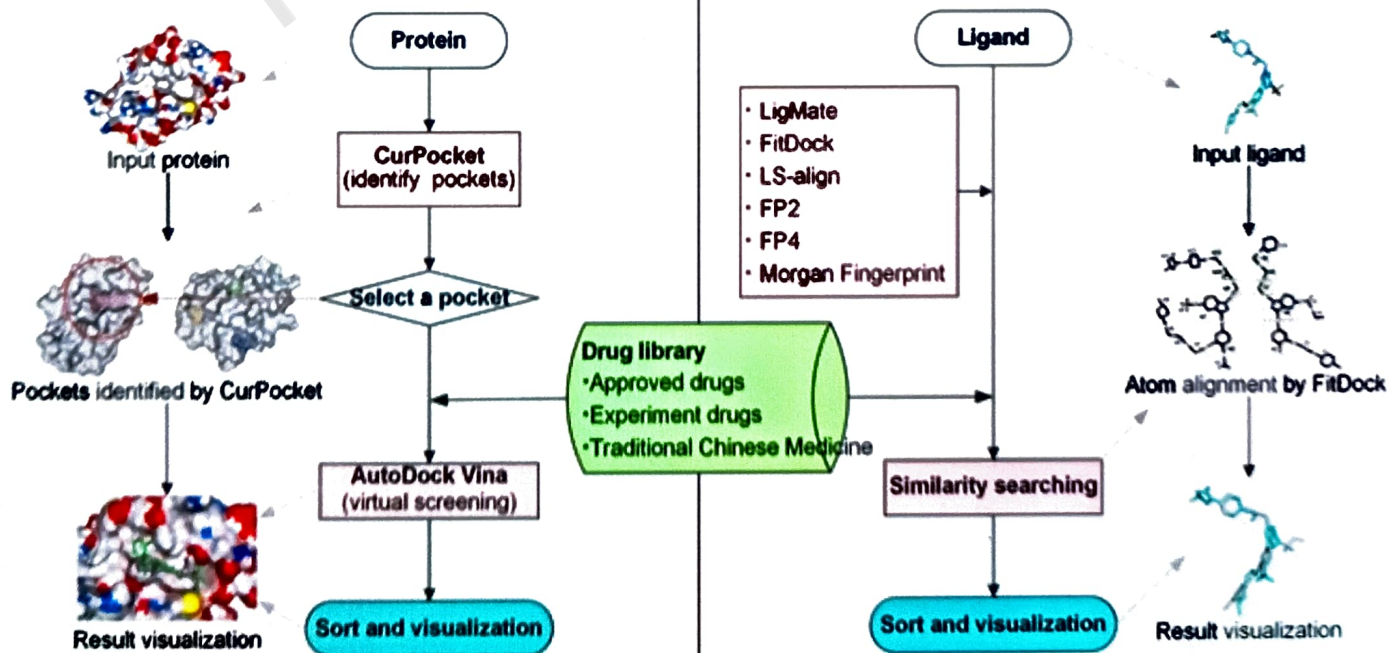 Protein
Input protein
CurPocket
(identify pockets)
Select a pocket
Pockets identified by CurPocket
AutoDock Vina
(virtual screening)
Result visualization
Sort and visualization
Drug library
•Approved drugs
•Experiment drugs
•Traditional Chinese Medicine
Ligand
• LigMate
• FitDock
• LS-align
• FP2
• FP4
• Morgan Fingerprint
Input ligand
Atom alignment by FitDock
Similarity searching
Sort and visualization
Result visualization